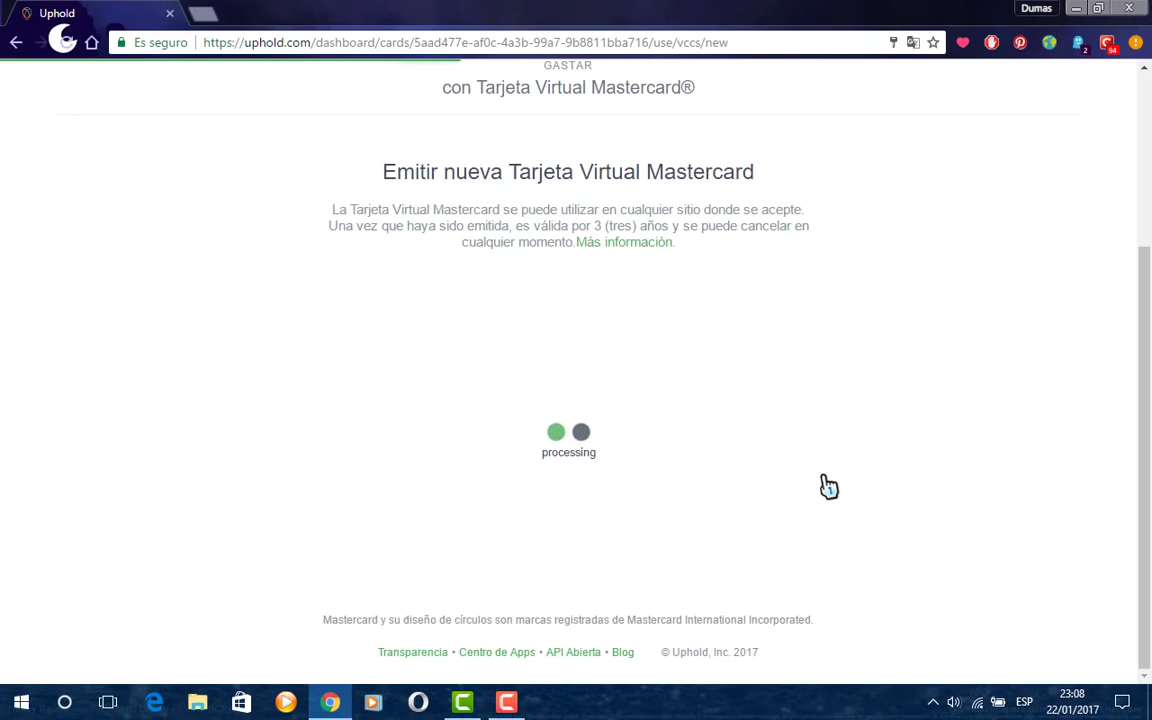 Uphold
Dumas
Es seguro
https://uphold.com/dashboard/cards/5aad477e-af0c-4a3b-99a7-9b8811bba716/use/vccs/new
2
94
GASTAR
con Tarjeta Virtual Mastercard®
Emitir nueva Tarjeta Virtual Mastercard
La Tarjeta Virtual Mastercard se puede utilizar en cualquier sitio donde se acepte.
Una vez que haya sido emitida, es válida por 3 (tres) años y se puede cancelar en
cualquier momento.Más información.
processing
Mastercard y su diseño de círculos son marcas registradas de Mastercard International Incorporated.
Transparencia • Centro de Apps • API Abierta • Blog © Uphold, Inc. 2017
ESP
23:08
22/01/2017